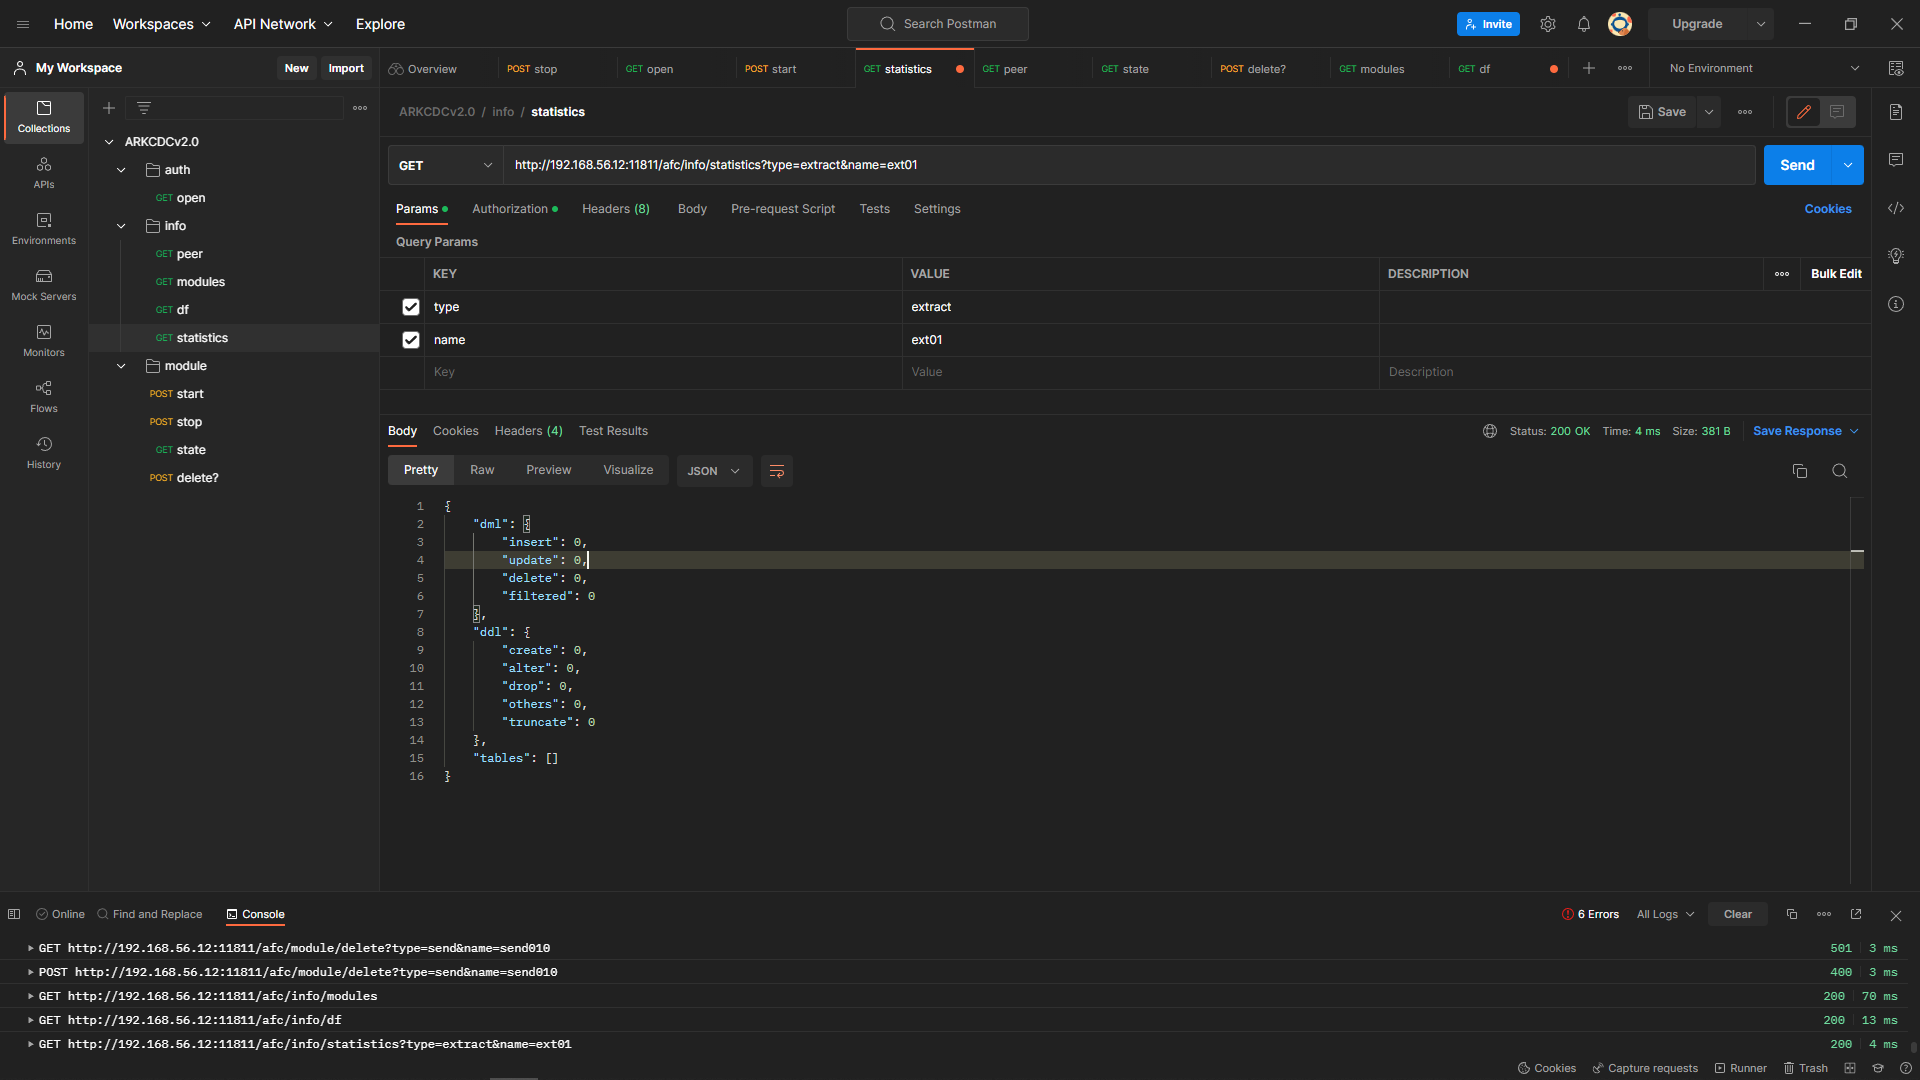 Home Workspaces API Network Explore Search Postman Invite Upgrade
My Workspace New Import Overview POST stop GET open POST start GET statistics GET peer GET state POST delete? GET modules GET df No Environment
ARKCDCv2.0 / info / statistics Save
Collections
APIs
Environments
Mock Servers
Monitors
Flows
History
ARKCDCv2.0
auth
GET open
info
GET peer
GET modules
GET df
GET statistics
module
POST start
POST stop
GET state
POST delete?
GET http://192.168.56.12:11811/afc/info/statistics?type=extract&name=ext01 Send
Params Authorization Headers (8) Body Pre-request Script Tests Settings Cookies
Query Params
KEY VALUE DESCRIPTION Bulk Edit
type extract
name ext01
Key Value Description
Body Cookies Headers (4) Test Results Status: 200 OK Time: 4 ms Size: 381 B Save Response
Pretty Raw Preview Visualize JSON
1 {
2 "dml": {
3 "insert": 0,
4 "update": 0,
5 "delete": 0,
6 "filtered": 0
7 },
8 "ddl": {
9 "create": 0,
10 "alter": 0,
11 "drop": 0,
12 "others": 0,
13 "truncate": 0
14 },
15 "tables": []
16 }
Online Find and Replace Console 6 Errors All Logs Clear
GET http://192.168.56.12:11811/afc/module/delete?type=send&name=send010 501 3 ms
POST http://192.168.56.12:11811/afc/module/delete?type=send&name=send010 400 3 ms
GET http://192.168.56.12:11811/afc/info/modules 200 70 ms
GET http://192.168.56.12:11811/afc/info/df 200 13 ms
GET http://192.168.56.12:11811/afc/info/statistics?type=extract&name=ext01 200 4 ms
Cookies Capture requests Runner Trash